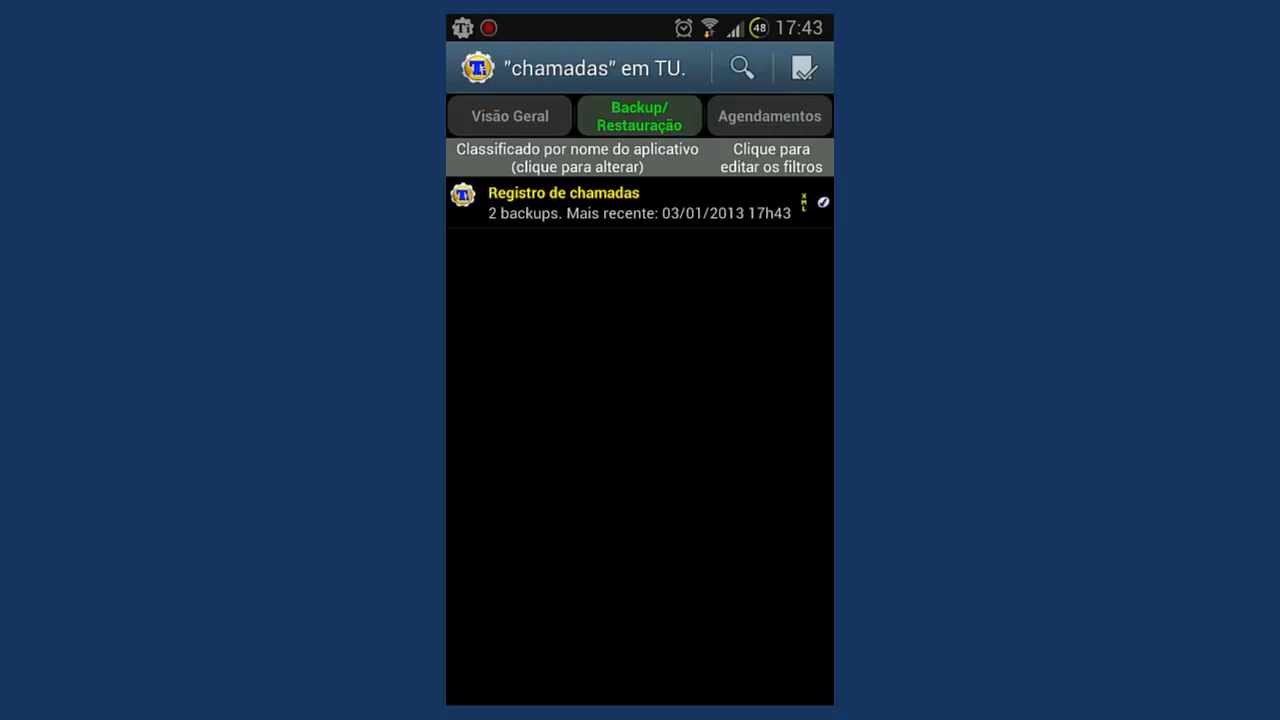 48 17:43
"chamadas" em TU.
Visão Geral
Backup/
Restauração
Agendamentos
Classificado por nome do aplicativo
(clique para alterar)
Clique para
editar os filtros
Registro de chamadas
2 backups. Mais recente: 03/01/2013 17h43
XML